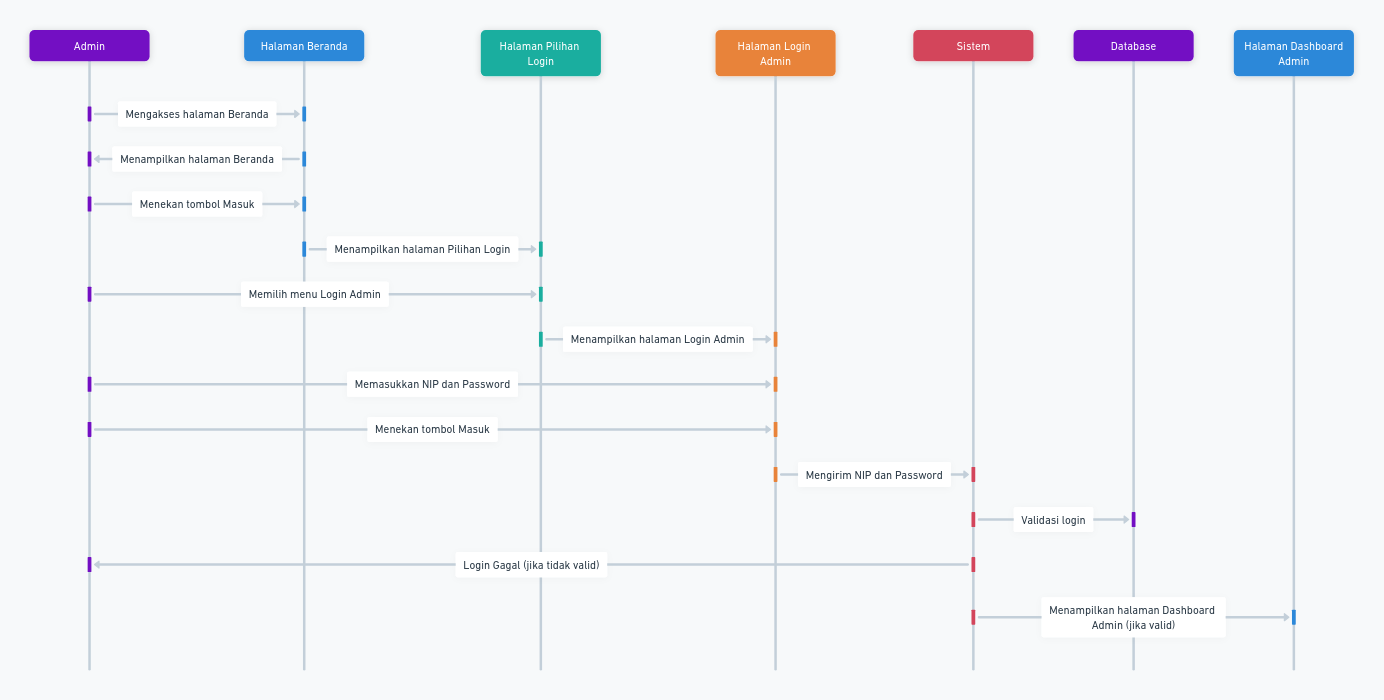 Admin
Halaman Beranda
Halaman Pilihan
Login
Halaman Login
Admin
Sistem
Database
Halaman Dashboard
Admin
Mengakses halaman Beranda
Menampilkan halaman Beranda
Menekan tombol Masuk
Menampilkan halaman Pilihan Login
Memilih menu Login Admin
Menampilkan halaman Login Admin
Memasukkan NIP dan Password
Menekan tombol Masuk
Mengirim NIP dan Password
Validasi login
Login Gagal (jika tidak valid)
Menampilkan halaman Dashboard
Admin (jika valid)